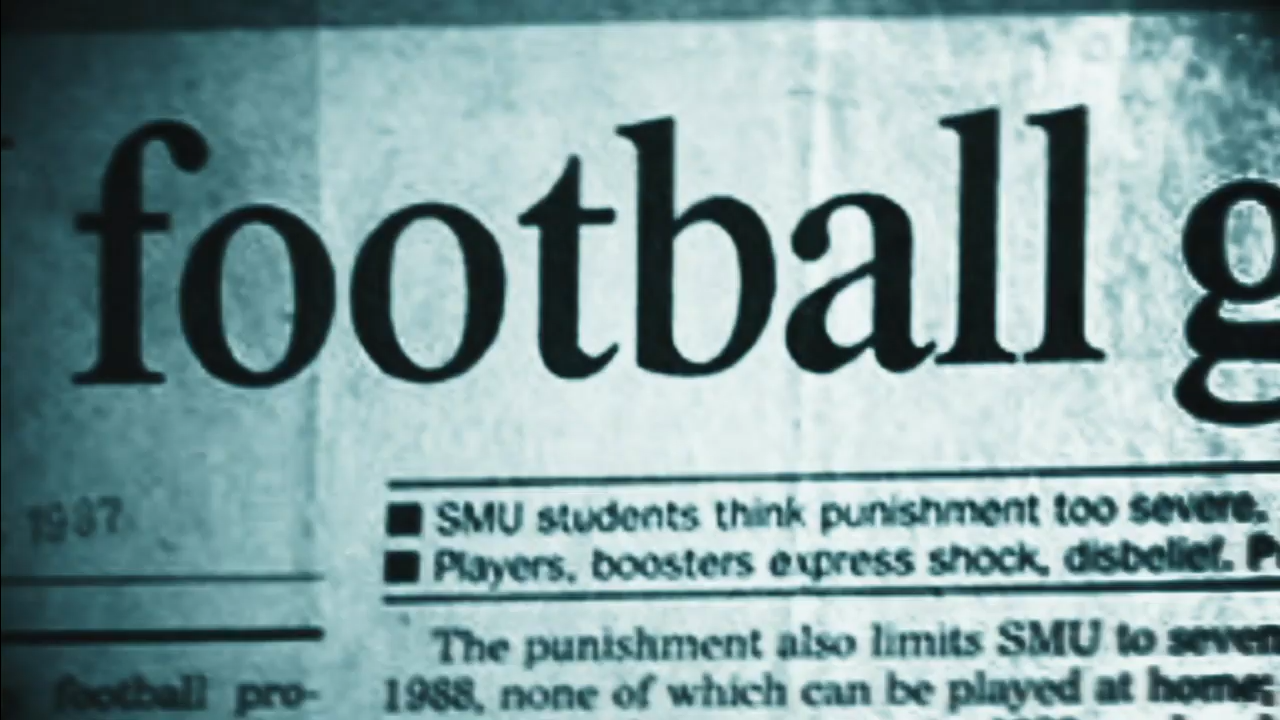 football
1987
SMU students think punishment too severe.
Players, boosters express shock, disbelief.
The punishment also limits SMU to seven
football pro-
1988, none of which can be played at home;